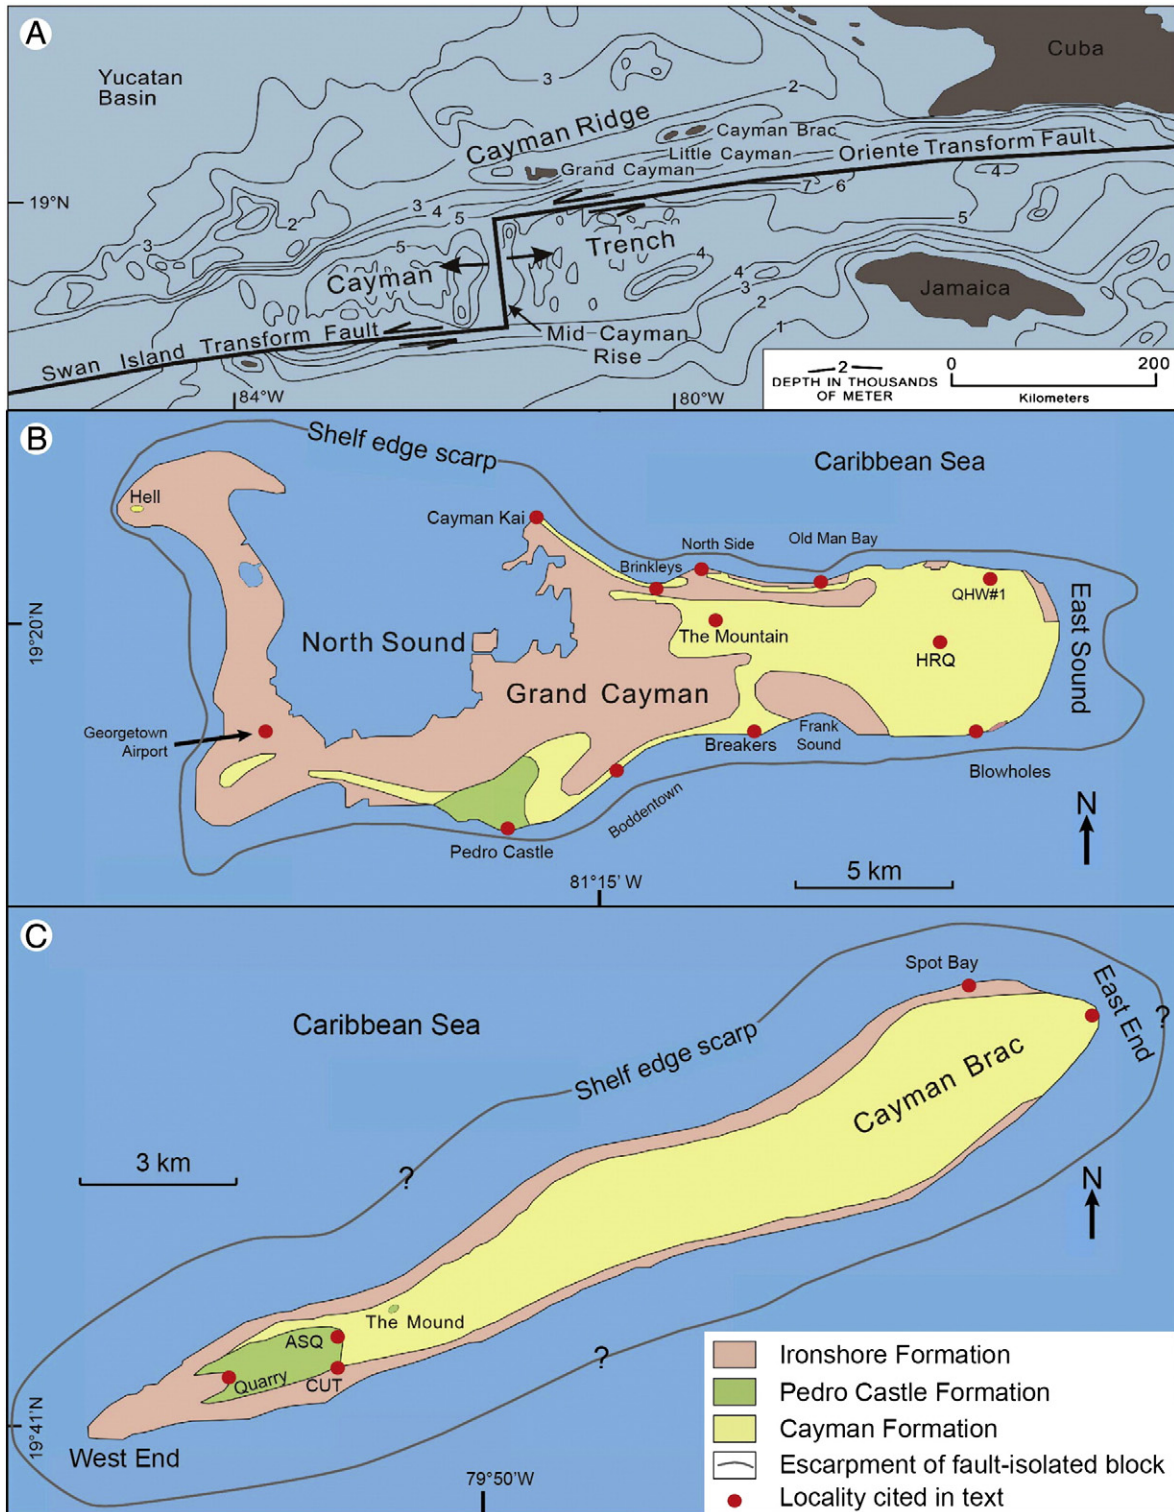 A
Yucatan
Basin
Cuba
3
2
Cayman Ridge
Cayman Brac
Little Cayman
Grand Cayman
Oriente Transform Fault
19°N
7
6
4
3
4
5
2
3
5
5
Trench
Cayman
4
4
3
2
1
Jamaica
Mid-Cayman
Rise
Swan Island Transform Fault
84°W
80°W
2
DEPTH IN THOUSANDS
OF METER
0
200
Kilometers
B
Shelf edge scarp
Caribbean Sea
Hell
Cayman Kai
North Side
Old Man Bay
Brinkleys
QHW#1
19°20'N
North Sound
The Mountain
HRQ
East Sound
Grand Cayman
Georgetown
Airport
Breakers
Frank
Sound
Blowholes
Boddentown
Pedro Castle
N
81°15' W
5 km
C
Spot Bay
East End
?
Caribbean Sea
Shelf edge scarp
Cayman Brac
3 km
?
N
The Mound
ASQ
Quarry
CUT
?
19°41'N
West End
79°50'W
Ironshore Formation
Pedro Castle Formation
Cayman Formation
Escarpment of fault-isolated block
Locality cited in text